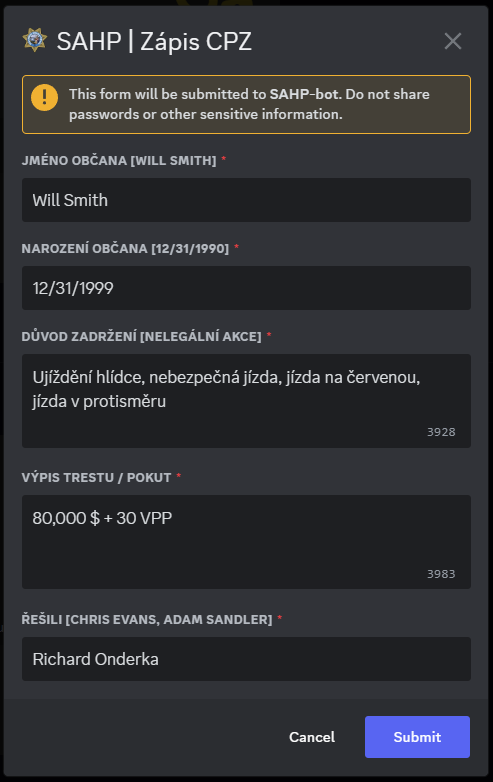 SAHP | Zápis CPZ
This form will be submitted to SAHP-bot. Do not share
passwords or other sensitive information.
JMÉNO OBČANA [WILL SMITH] *
Will Smith
NAROZENÍ OBČANA [12/31/1990] *
12/31/1999
DŮVOD ZADRŽENÍ [NELEGÁLNÍ AKCE] *
Ujíždění hlídce, nebezpečná jízda, jízda na červenou,
jízda v protisměru
3928
VÝPIS TRESTU / POKUT *
80,000 $ + 30 VPP
3983
ŘEŠILI [CHRIS EVANS, ADAM SANDLER] *
Richard Onderka
Cancel
Submit